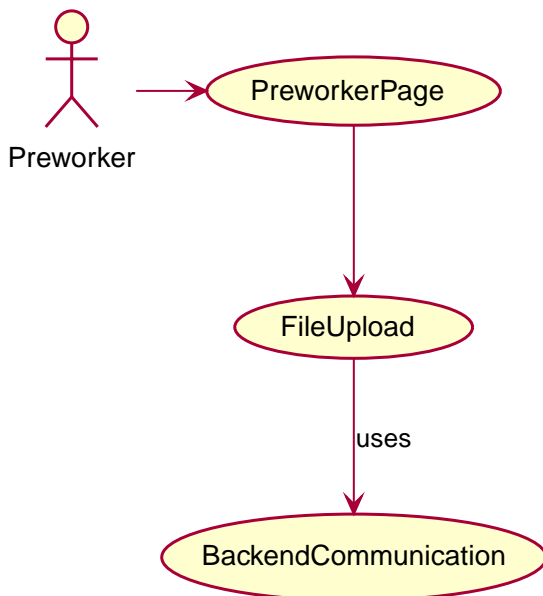 PreworkerPage
Preworker
FileUpload
uses
BackendCommunication